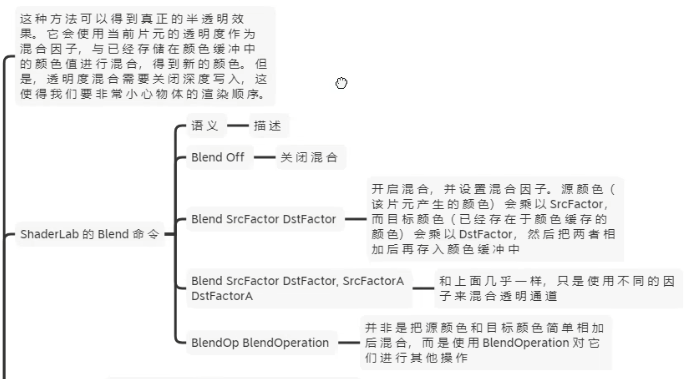 这种方法可以得到真正的半透明效
果。它会使用当前片元的透明度作为
混合因子，与已经存储在颜色缓冲中
的颜色值进行混合，得到新的颜色。但
是，透明度混合需要关闭深度写入，这
使得我们要非常小心物体的渲染顺序。
ShaderLab 的 Blend 命令
语义
描述
Blend Off
关闭混合
Blend SrcFactor DstFactor
开启混合，并设置混合因子。源颜色（
该片元产生的颜色）会乘以 SrcFactor，
而目标颜色（已经存在于颜色缓存的
颜色）会乘以 DstFactor，然后把两者相
加后再存入颜色缓冲中
Blend SrcFactor DstFactor, SrcFactorA
DstFactorA
和上面几乎一样，只是使用不同的因
子来混合透明通道
BlendOp BlendOperation
并非是把源颜色和目标颜色简单相加
后混合，而是使用 BlendOperation 对它
们进行其他操作